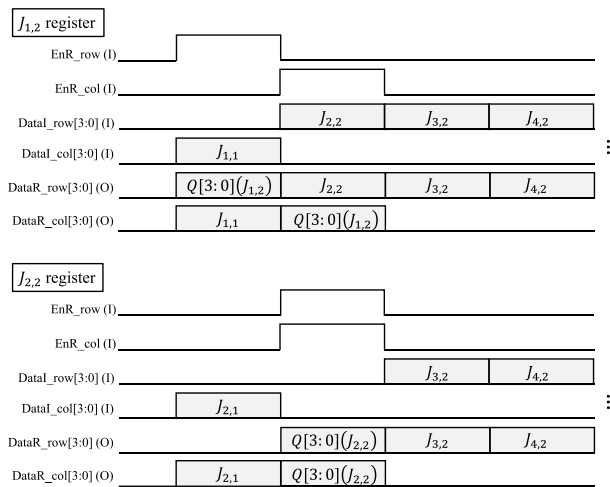 J1,2 register
EnR_row (I)
EnR_col (I)
DataI_row[3:0] (I) J2,2 J3,2 J4,2
DataI_col[3:0] (I) J1,1
DataR_row[3:0] (O) Q[3:0](J1,2) J2,2 J3,2 J4,2
DataR_col[3:0] (O) J1,1 Q[3:0](J1,2)
J2,2 register
EnR_row (I)
EnR_col (I)
DataI_row[3:0] (I) J3,2 J4,2
DataI_col[3:0] (I) J2,1
DataR_row[3:0] (O) Q[3:0](J2,2) J3,2 J4,2
DataR_col[3:0] (O) J2,1 Q[3:0](J2,2)